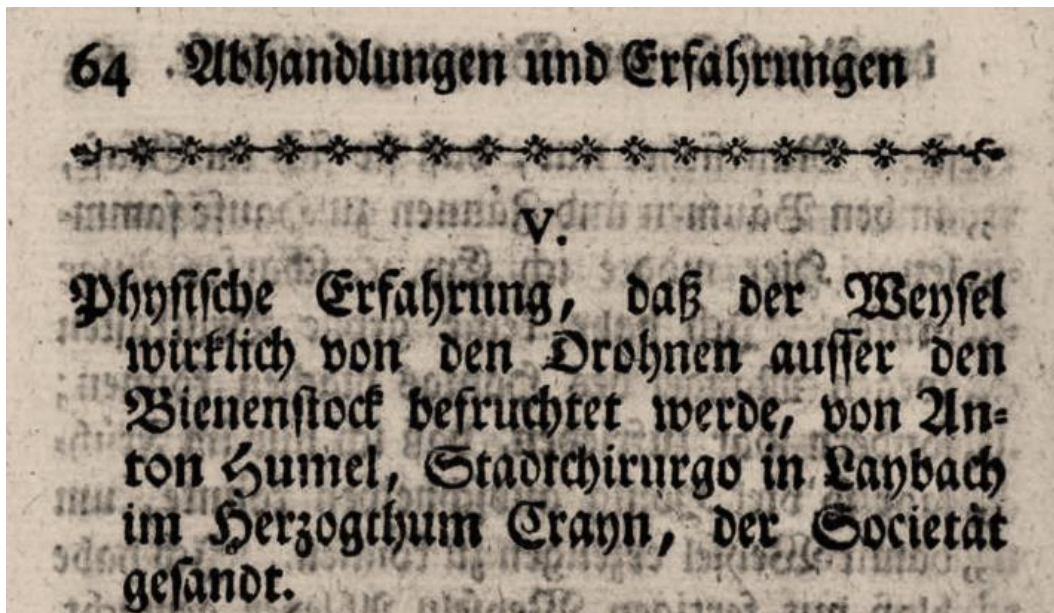 64 Abhandlungen und Erfahrungen
V.
Physische Erfahrung, daß der Weysel
wirklich von den Drohnen ausser den
Bienenstock befruchtet werde, von An-
ton Humel, Stadtchirurgo in Laybach
im Herzogthum Crayn, der Societät
gesandt.